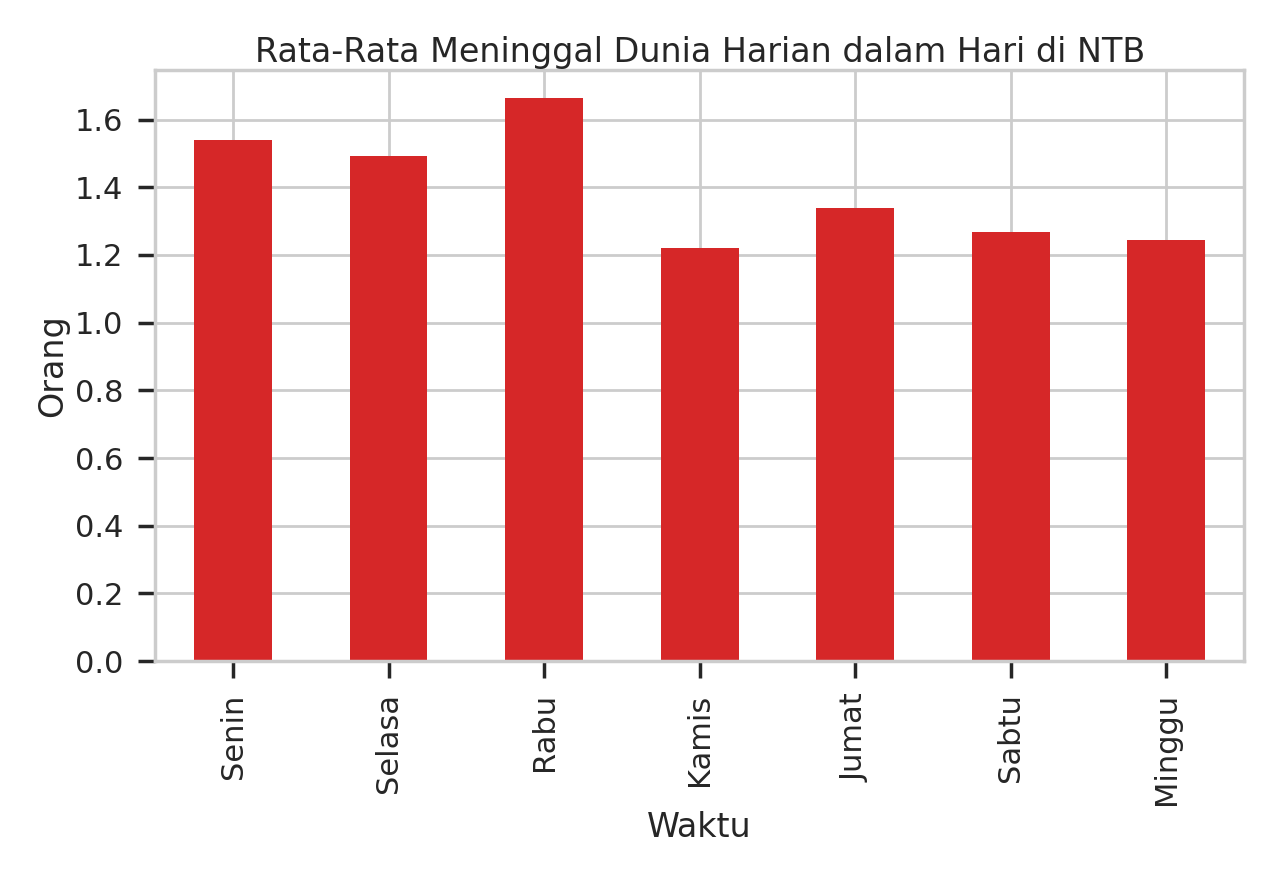 Rata-Rata Meninggal Dunia Harian dalam Hari di NTB
1.6
1.4
1.2
1.0
0.8
0.6
0.4
0.2
0.0
Orang
Senin
Selasa
Rabu
Kamis
Jumat
Sabtu
Minggu
Waktu